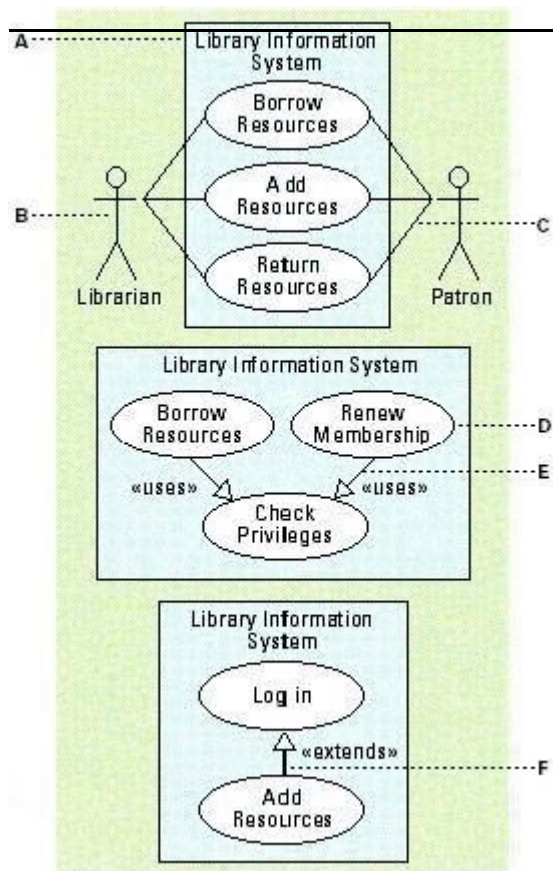 A
Library Information
System
Borrow
Resources
Add
Resources
B
C
Return
Resources
Librarian
Patron
Library Information System
Borrow
Resources
Renew
Membership
D
E
«uses»
«uses»
Check
Privileges
Library Information
System
Log in
«extends»
F
Add
Resources